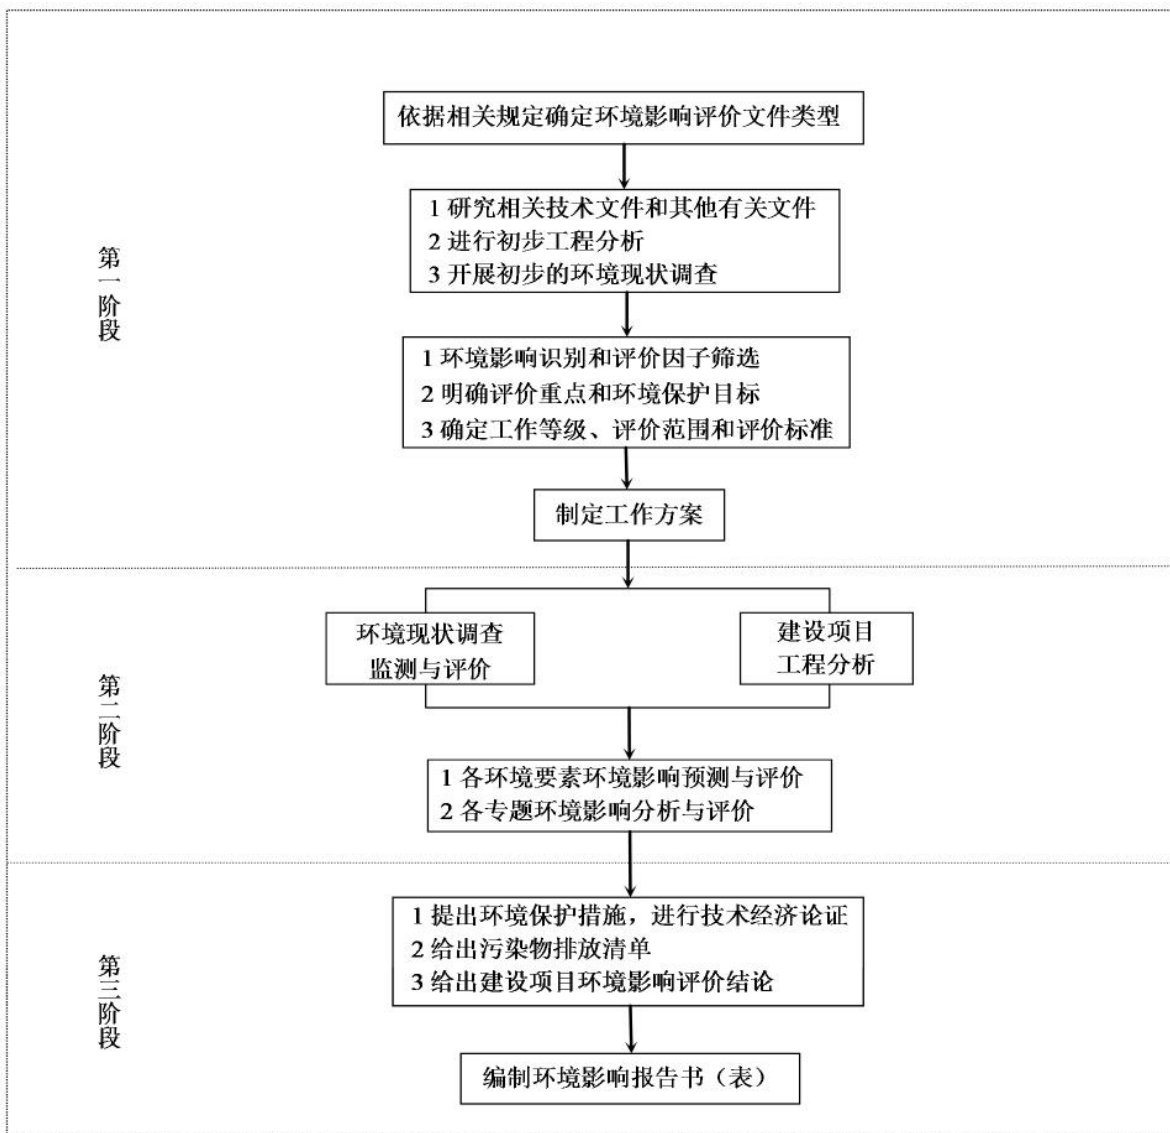 依据相关规定确定环境影响评价文件类型
1 研究相关技术文件和其他有关文件
2 进行初步工程分析
3 开展初步的环境现状调查
第一阶段
1 环境影响识别和评价因子筛选
2 明确评价重点和环境保护目标
3 确定工作等级、评价范围和评价标准
制定工作方案
环境现状调查
监测与评价
建设项目
工程分析
第二阶段
1 各环境要素环境影响预测与评价
2 各专题环境影响分析与评价
1 提出环境保护措施，进行技术经济论证
2 给出污染物排放清单
3 给出建设项目环境影响评价结论
第三阶段
编制环境影响报告书（表）